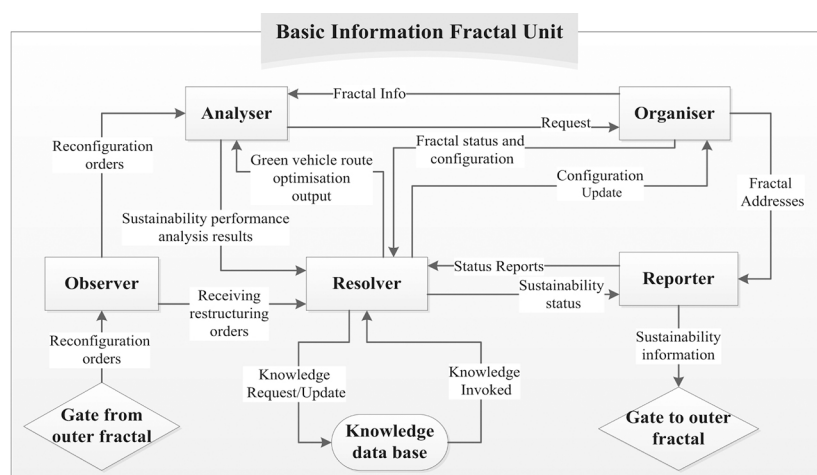 Basic Information Fractal Unit
Fractal Info
Analyser
Organiser
Request
Reconfiguration
orders
Fractal status and
configuration
Green vehicle route
optimisation
output
Configuration
Update
Fractal
Addresses
Sustainability performance
analysis results
Observer
Resolver
Status Reports
Reporter
Receiving
restructuring
orders
Sustainability
status
Reconfiguration
orders
Sustainability
information
Knowledge
Request/Update
Knowledge
Invoked
Gate from
outer fractal
Knowledge
data base
Gate to outer
fractal